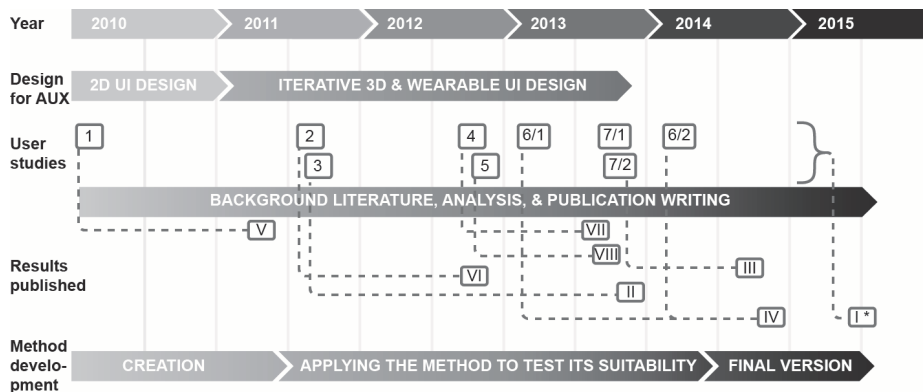 Year 2010 2011 2012 2013 2014 2015
Design
for AUX
2D UI DESIGN ITERATIVE 3D & WEARABLE UI DESIGN
User
studies
1 2 4 6/1 7/1 6/2
3 5 7/2
BACKGROUND LITERATURE, ANALYSIS, & PUBLICATION WRITING
Results
published
V VII
VIII
VI III
II
IV I *
Method
develo-
pment
CREATION APPLYING THE METHOD TO TEST ITS SUITABILITY FINAL VERSION